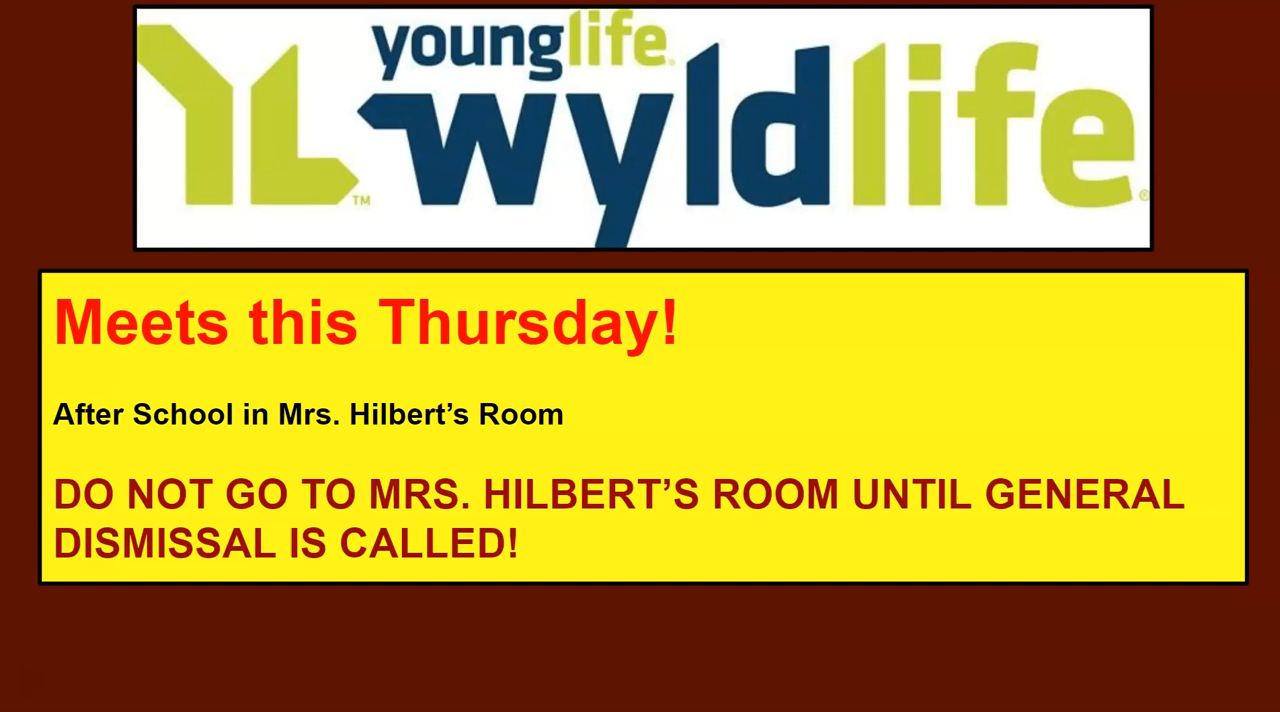 younglife®
YL™ wyldlife®
Meets this Thursday!
After School in Mrs. Hilbert’s Room
DO NOT GO TO MRS. HILBERT’S ROOM UNTIL GENERAL
DISMISSAL IS CALLED!